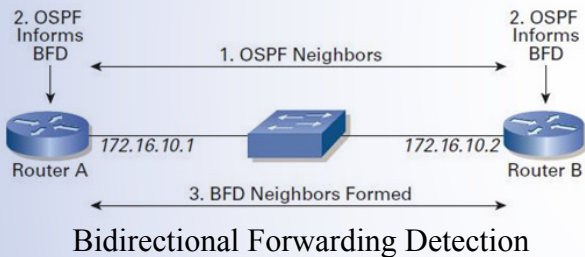 2. OSPF
Informs
BFD
2. OSPF
Informs
BFD
1. OSPF Neighbors
172.16.10.1
172.16.10.2
Router A
Router B
3. BFD Neighbors Formed
Bidirectional Forwarding Detection